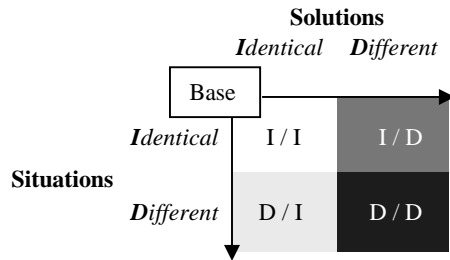 Solutions
Identical Different
Base
Identical I / I I / D
Situations
Different D / I D / D